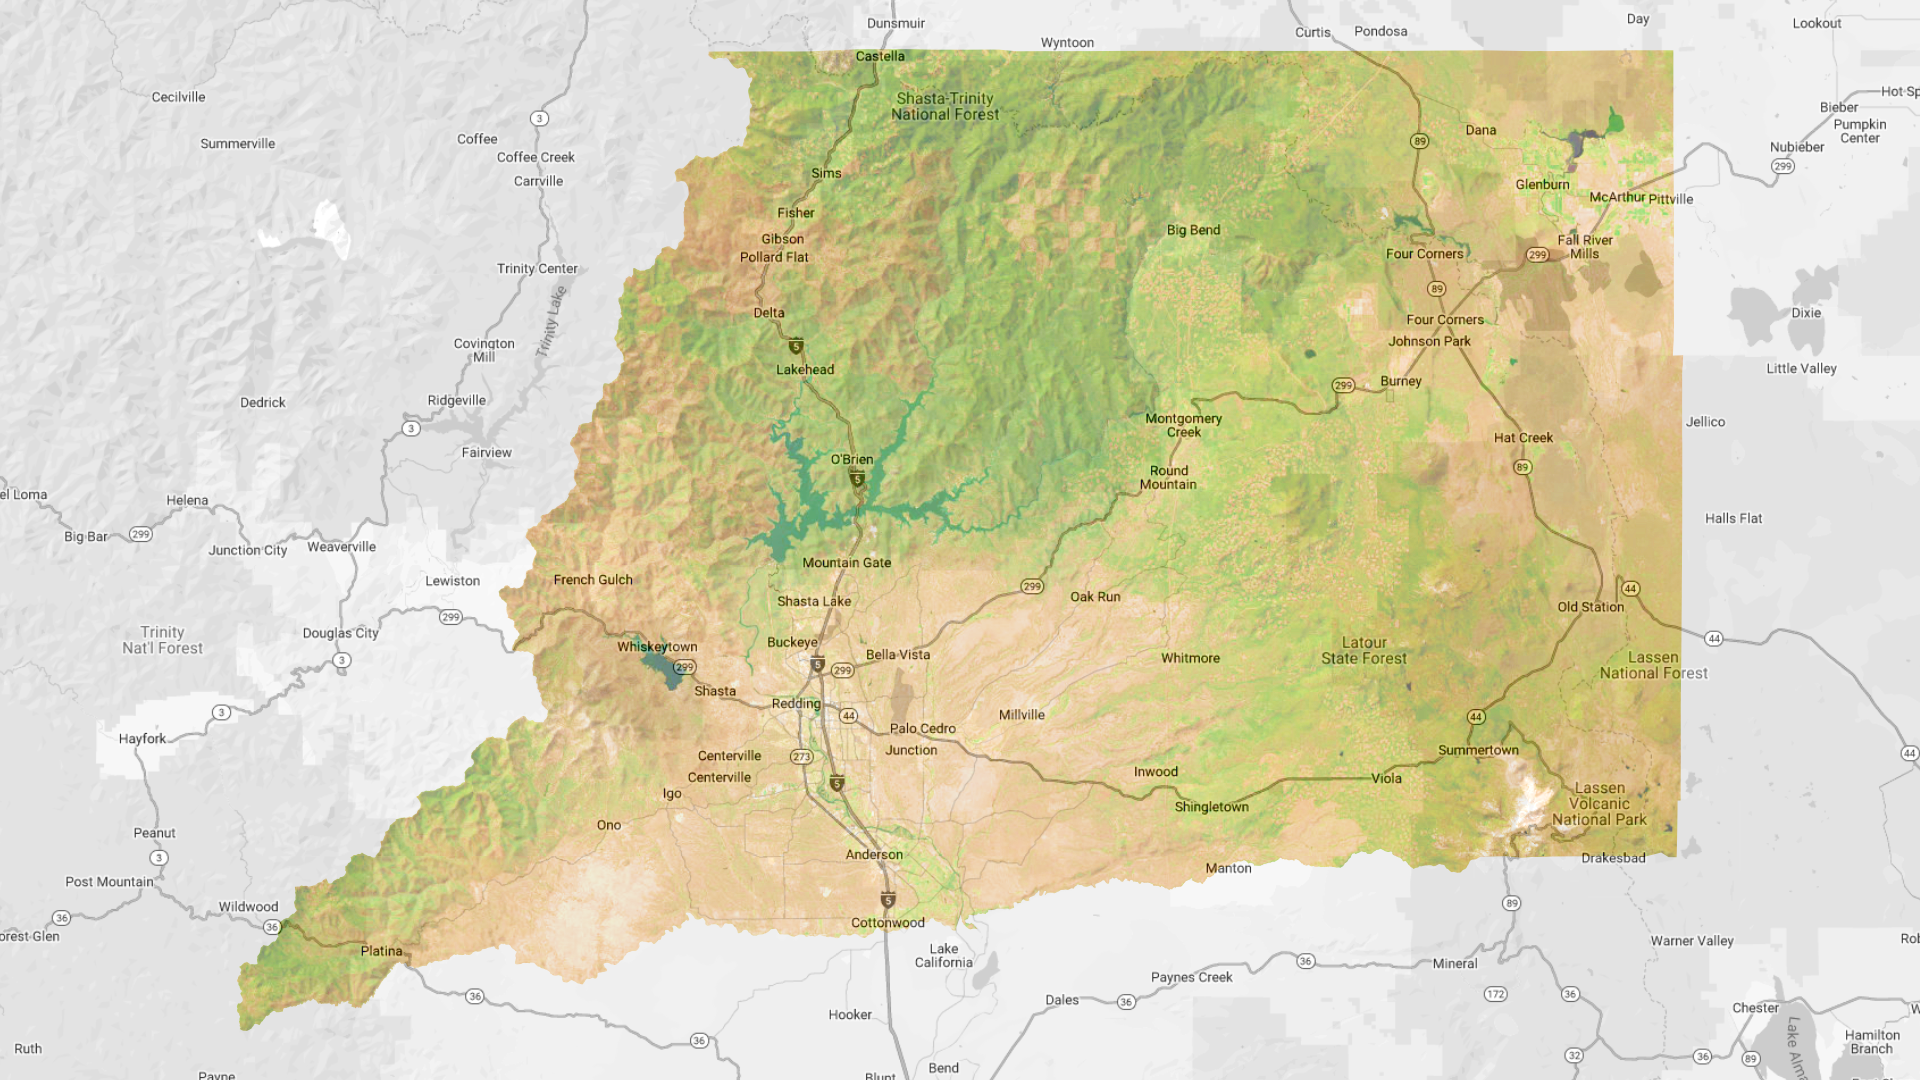 Dunsmuir
Day
Lookout
Curtis
Pondosa
Wyntoon
Castella
Hot Sp
Cecilville
Shasta-Trinity
National Forest
Bieber
3
Pumpkin
Center
Dana
Coffee
89
Summerville
Nubieber
Coffee Creek
299
Sims
Carrville
Glenburn
McArthur
Pittville
Fisher
Big Bend
Gibson
Fall River
Mills
Pollard Flat
Four Corners
299
Trinity Center
89
Trinity Lake
Delta
Dixie
Four Corners
Covington
Mill
5
Johnson Park
Lakehead
Little Valley
299
Burney
Ridgeville
Dedrick
Montgomery
Creek
Jellico
3
Hat Creek
Fairview
O'Brien
89
Round
Mountain
5
el Loma
Helena
Halls Flat
Big Bar
299
Junction City
Weaverville
Mountain Gate
French Gulch
Lewiston
299
44
Oak Run
Shasta Lake
Old Station
299
Trinity
Nat'l Forest
Douglas City
44
Buckeye
Whiskeytown
Latour
State Forest
Bella Vista
Whitmore
3
5
299
299
Lassen
National Forest
Shasta
Redding
3
44
Millville
44
Palo Cedro
Hayfork
Junction
Summertown
44
Centerville
273
Inwood
Centerville
Viola
5
Igo
Lassen
Volcanic
National Park
Shingletown
Ono
Peanut
Anderson
3
Drakesbad
Manton
Post Mountain
5
89
Wildwood
36
36
Cottonwood
orest Glen
Rob
Warner Valley
Platina
Lake
California
36
Mineral
Paynes Creek
36
172
36
Dales
36
Chester
W
Hooker
Hamilton
Branch
36
Lake Alm
Ruth
32
36
89
Bend
Payne
Blunt